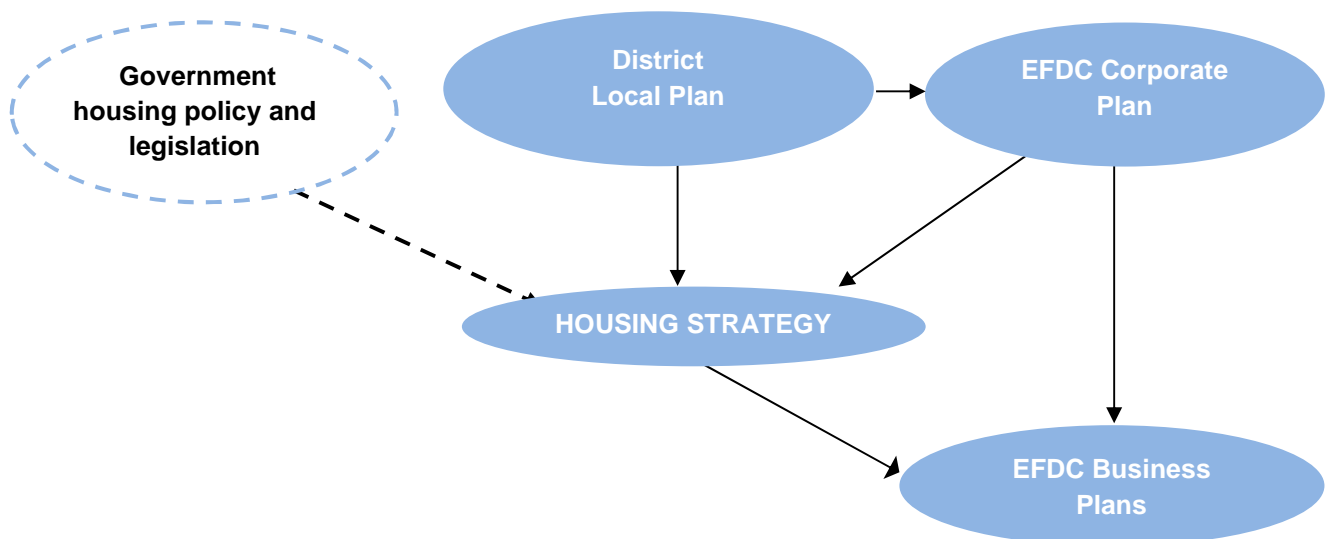 Government
housing policy and
legislation
District
Local Plan
EFDC Corporate
Plan
HOUSING STRATEGY
EFDC Business
Plans